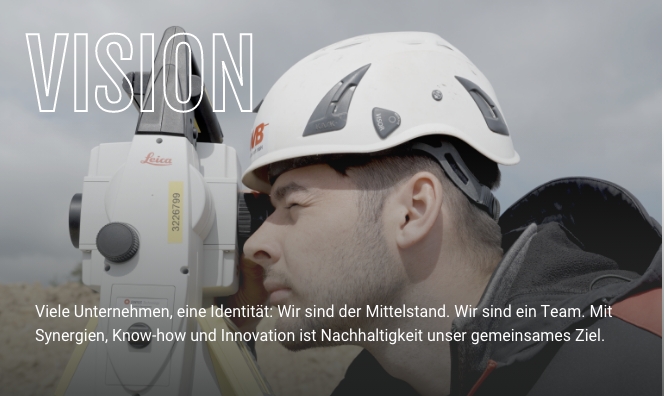 VISION
Leica
3226799
Viele Unternehmen, eine Identität: Wir sind der Mittelstand. Wir sind ein Team. Mit
Synergien, Know-how und Innovation ist Nachhaltigkeit unser gemeinsames Ziel.